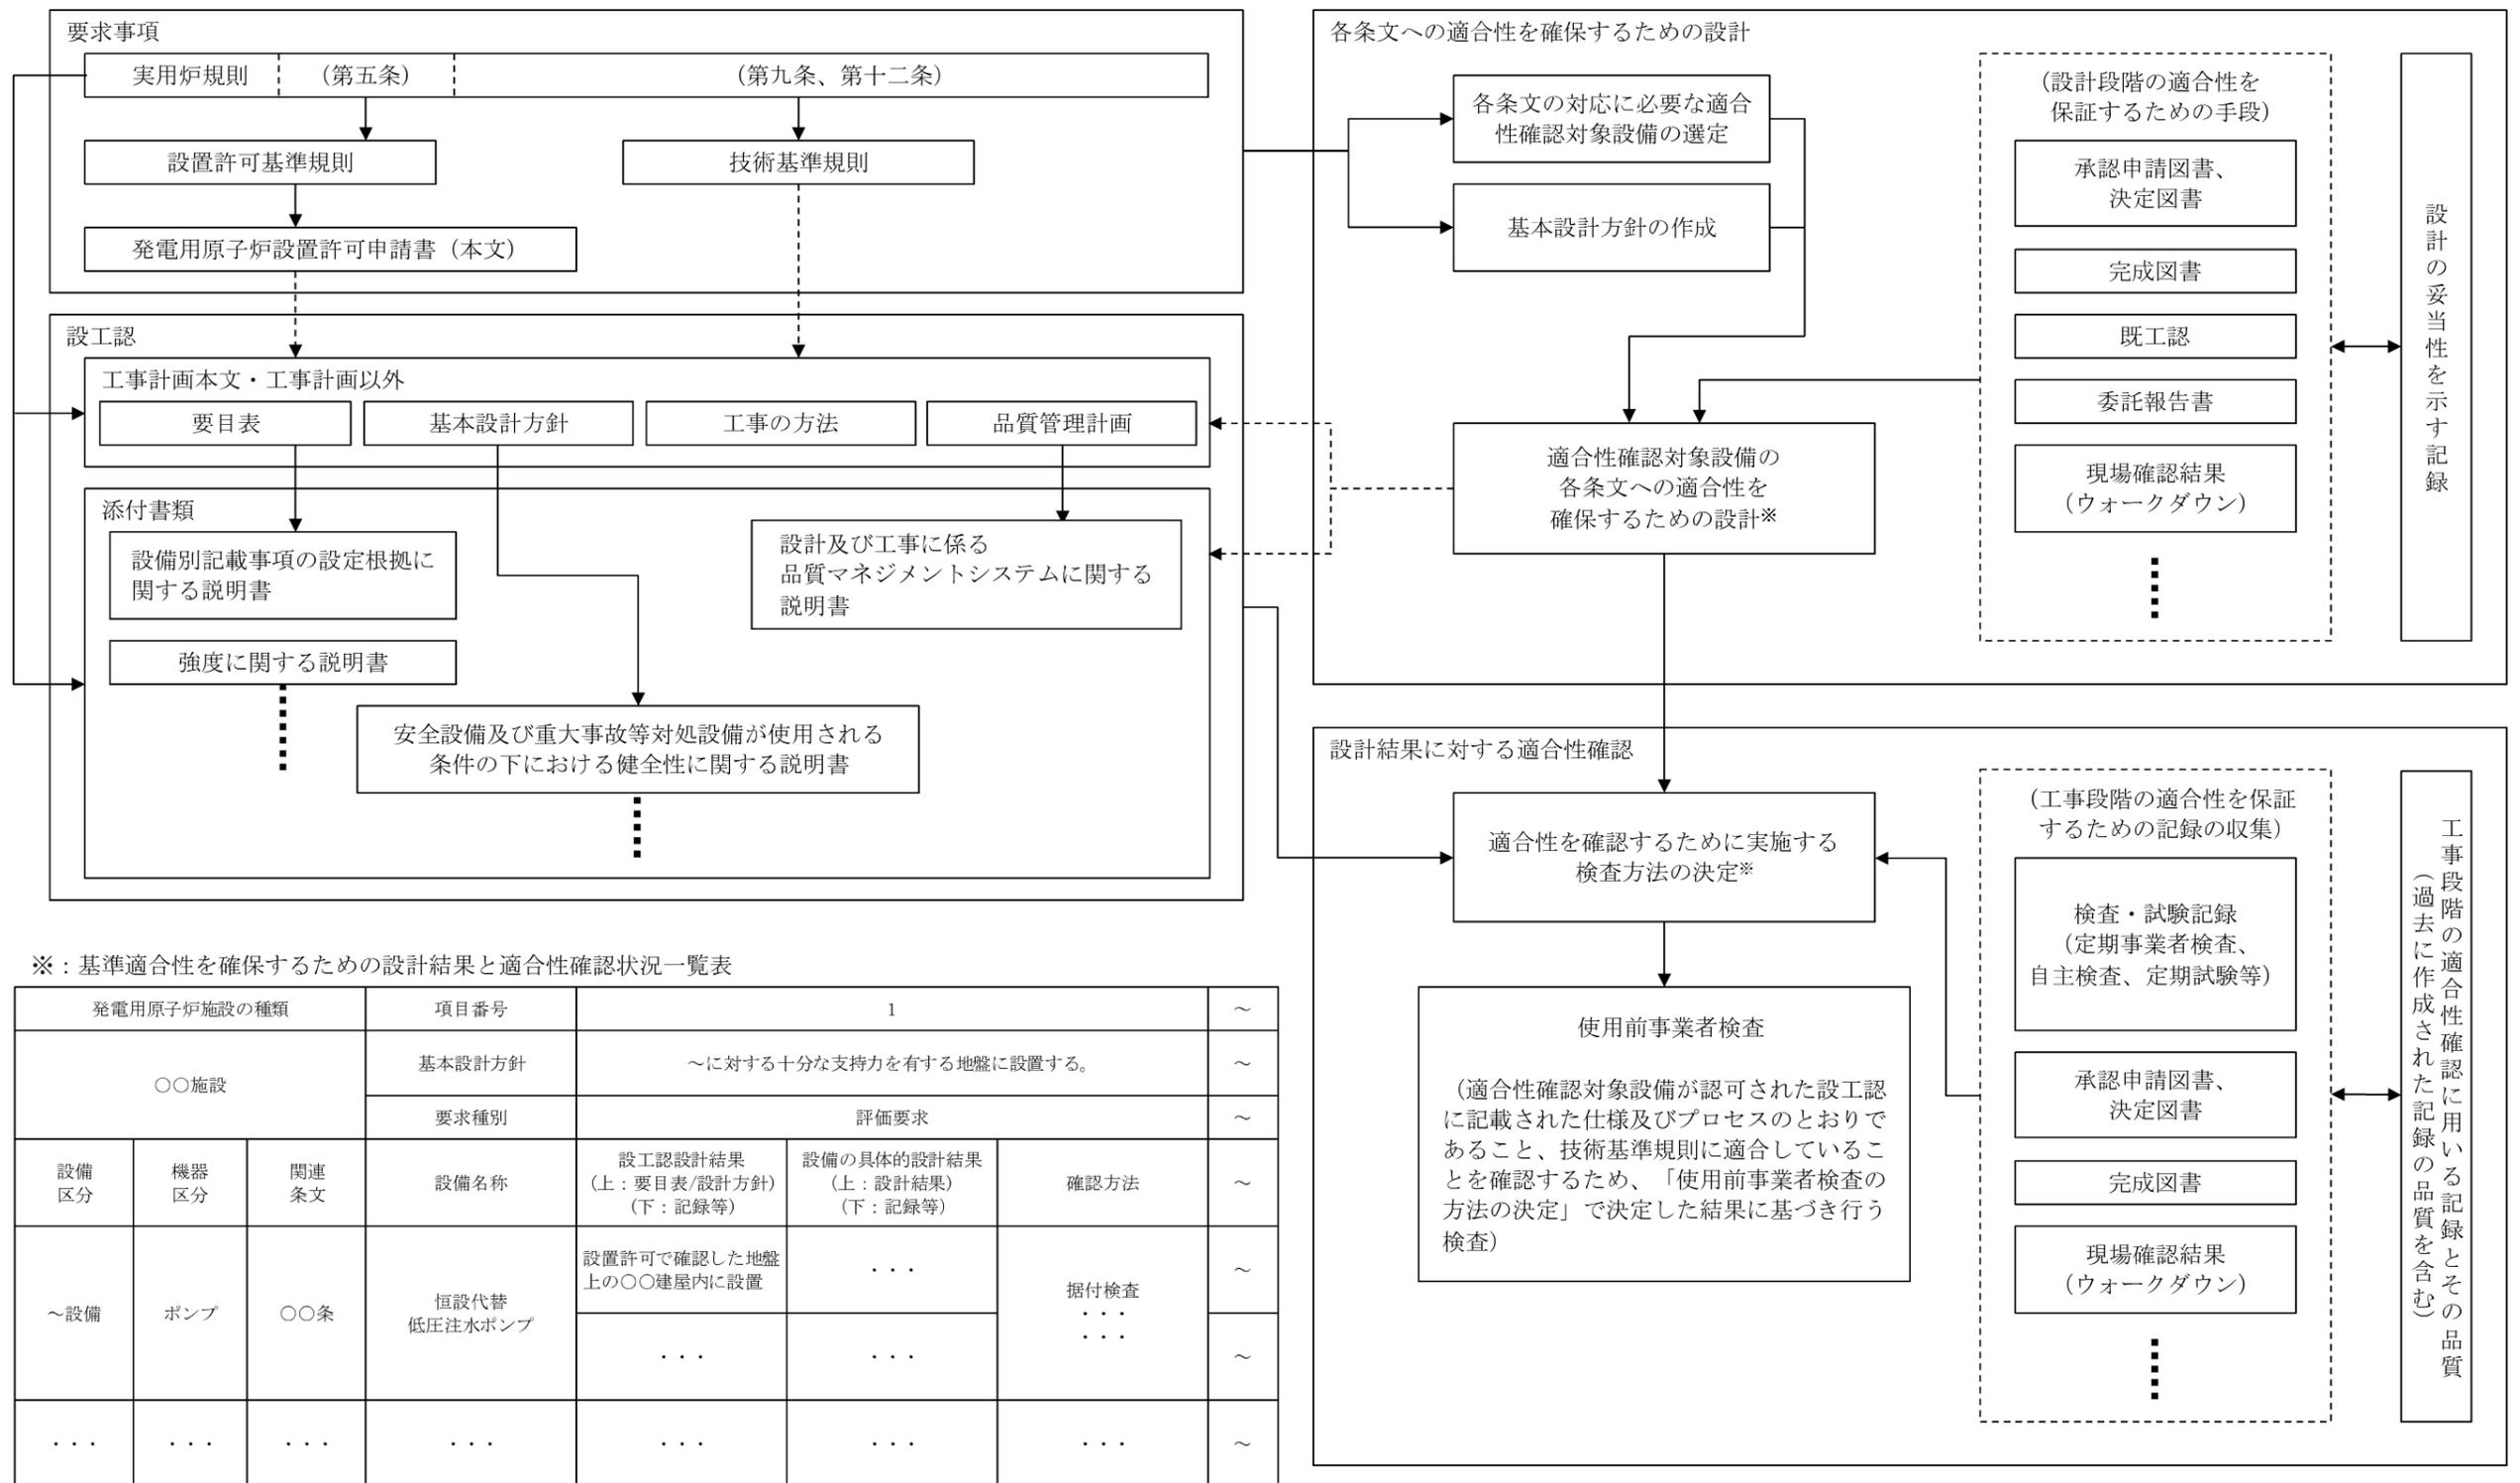 要求事項
実用炉規則
（第五条）
（第九条、第十二条）
設置許可基準規則
技術基準規則
発電用原子炉設置許可申請書（本文）
設工認
工事計画本文・工事計画以外
要目表
基本設計方針
工事の方法
品質管理計画
添付書類
設備別記載事項の設定根拠に
関する説明書
設計及び工事に係る
品質マネジメントシステムに関する
説明書
強度に関する説明書
安全設備及び重大事故等対処設備が使用される
条件の下における健全性に関する説明書
各条文への適合性を確保するための設計
各条文の対応に必要な適合
性確認対象設備の選定
基本設計方針の作成
適合性確認対象設備の
各条文への適合性を
確保するための設計※
（設計段階の適合性を
保証するための手段）
承認申請図書、
決定図書
完成図書
既工認
委託報告書
現場確認結果
（ウォークダウン）
設計の妥当性を示す記録
設計結果に対する適合性確認
適合性を確認するために実施する
検査方法の決定※
使用前事業者検査
（適合性確認対象設備が認可された設工認
に記載された仕様及びプロセスのとおりで
あること、技術基準規則に適合しているこ
とを確認するため、「使用前事業者検査の
方法の決定」で決定した結果に基づき行う
検査）
（工事段階の適合性を保証
するための記録の収集）
検査・試験記録
（定期事業者検査、
自主検査、定期試験等）
承認申請図書、
決定図書
完成図書
現場確認結果
（ウォークダウン）
工事段階の適合性確認に用いる記録とその品質
（過去に作成された記録の品質を含む）
※：基準適合性を確保するための設計結果と適合性確認状況一覧表
発電用原子炉施設の種類
項目番号
1
～
〇〇施設
基本設計方針
～に対する十分な支持力を有する地盤に設置する。
～
要求種別
評価要求
～
設備
区分
機器
区分
関連
条文
設備名称
設工認設計結果
（上：要目表/設計方針）
（下：記録等）
設備の具体的設計結果
（上：設計結果）
（下：記録等）
確認方法
～
～設備
ポンプ
〇〇条
恒設代替
低圧注水ポンプ
設置許可で確認した地盤
上の〇〇建屋内に設置
・・・
据付検査
・・・
・・・
～
・・・
・・・
～
・・・
・・・
・・・
・・・
・・・
・・・
・・・
～